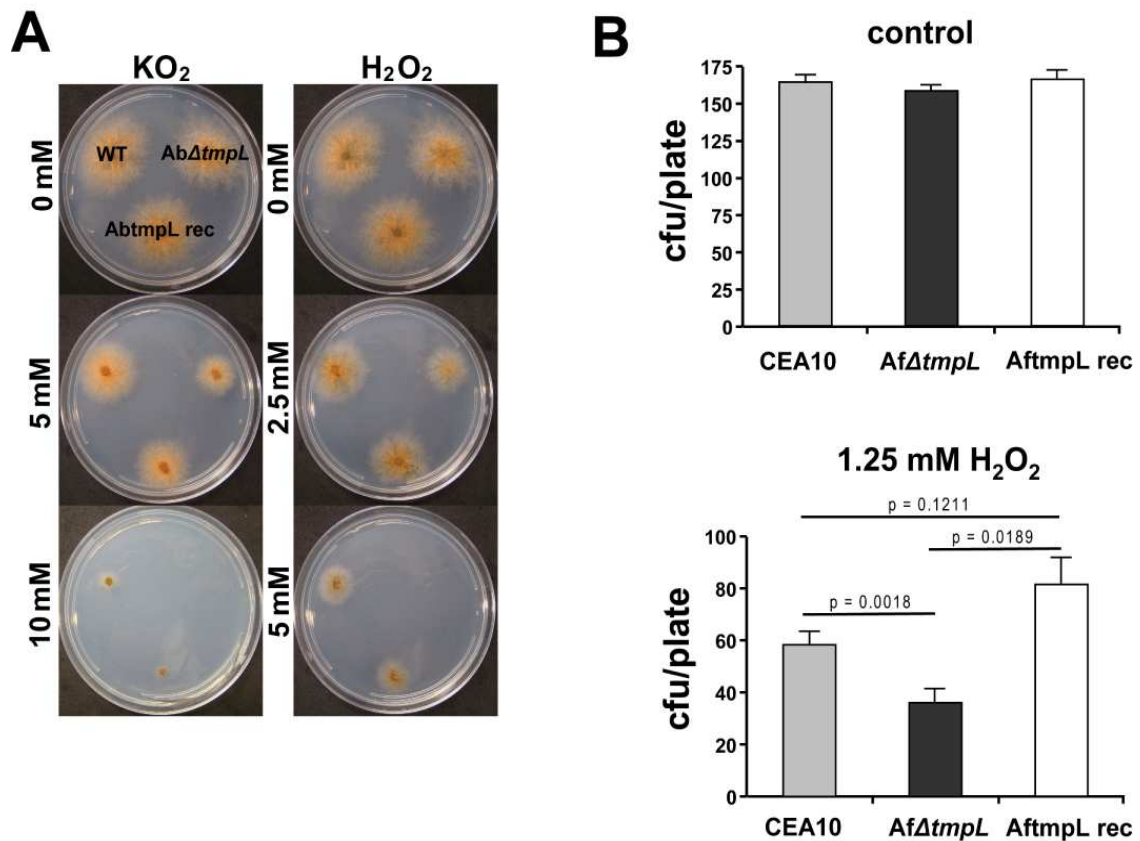 A
KO2
H2O2
0 mM
WT
AbΔtmpL
AbtmpL rec
0 mM
5 mM
2.5 mM
10 mM
5 mM
B
control
cfu/plate
175
150
175
100
75
50
25
0
CEA10
AfΔtmpL
AftmpL rec
1.25 mM H2O2
p = 0.1211
p = 0.0189
p = 0.0018
cfu/plate
100
80
60
40
20
0
CEA10
AfΔtmpL
AftmpL rec